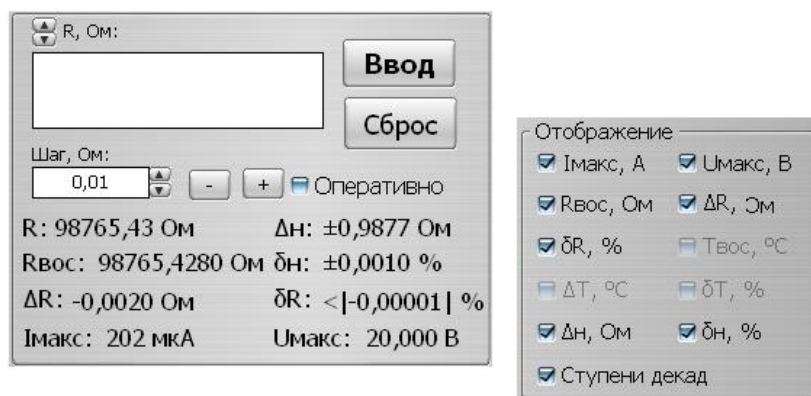 R, Ом:
Ввод
Сброс
Шаг, Ом:
0,01 - + Оперативно
R: 98765,43 Ом Δн: ±0,9877 Ом
Rвос: 98765,4280 Ом δн: ±0,0010 %
ΔR: -0,0020 Ом δR: <|-0,00001| %
Iмакс: 202 мкА Uмакс: 20,000 В
Отображение
Iмакс, А Uмакс, В
Rвос, Ом ΔR, Ом
δR, % Tвос, ºС
ΔT, ºС δT, %
Δн, Ом δн, %
Ступени декад